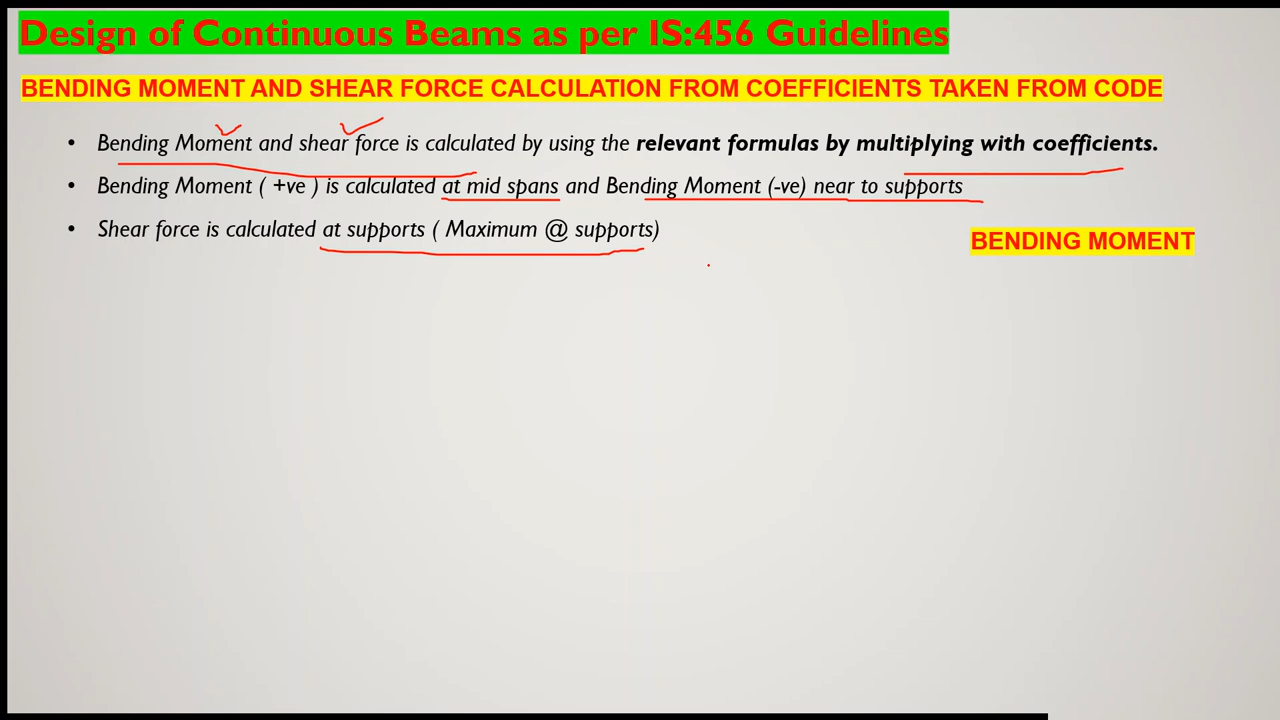 Design of Continuous Beams as per IS:456 Guidelines
BENDING MOMENT AND SHEAR FORCE CALCULATION FROM COEFFICIENTS TAKEN FROM CODE
• Bending Moment and shear force is calculated by using the relevant formulas by multiplying with coefficients.
• Bending Moment ( +ve ) is calculated at mid spans and Bending Moment (-ve) near to supports
• Shear force is calculated at supports ( Maximum @ supports)
BENDING MOMENT